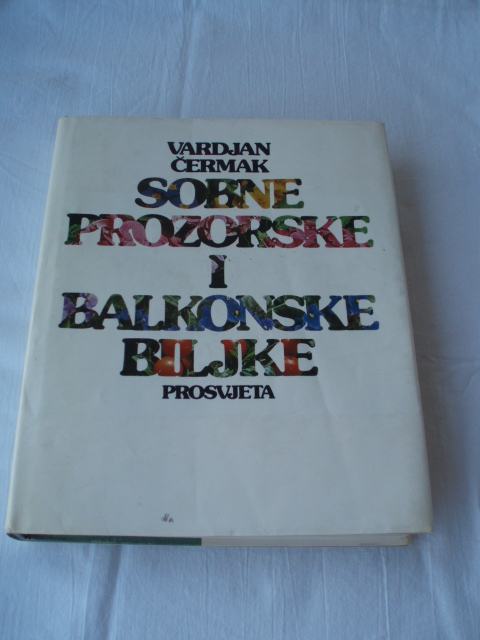 VARDJAN
ČERMAK
SOBNE
PROZORSKE
I
BALKONSKE
BILJKE
PROSVJETA